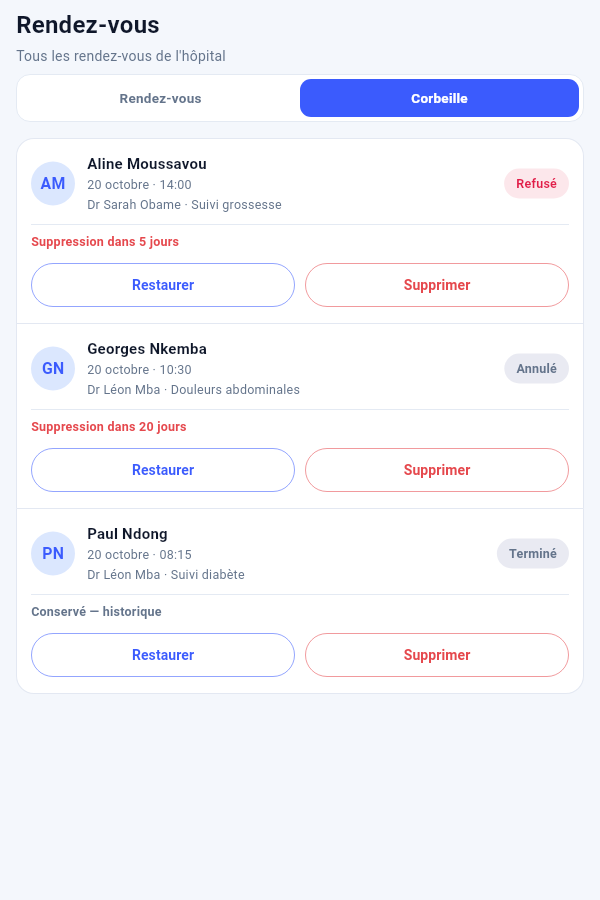 Rendez-vous
Tous les rendez-vous de l'hôpital
Rendez-vous
Corbeille
AM
Aline Moussavou
20 octobre · 14:00
Dr Sarah Obame · Suivi grossesse
Refusé
Suppression dans 5 jours
Restaurer
Supprimer
GN
Georges Nkemba
20 octobre · 10:30
Dr Léon Mba · Douleurs abdominales
Annulé
Suppression dans 20 jours
Restaurer
Supprimer
PN
Paul Ndong
20 octobre · 08:15
Dr Léon Mba · Suivi diabète
Terminé
Conservé — historique
Restaurer
Supprimer